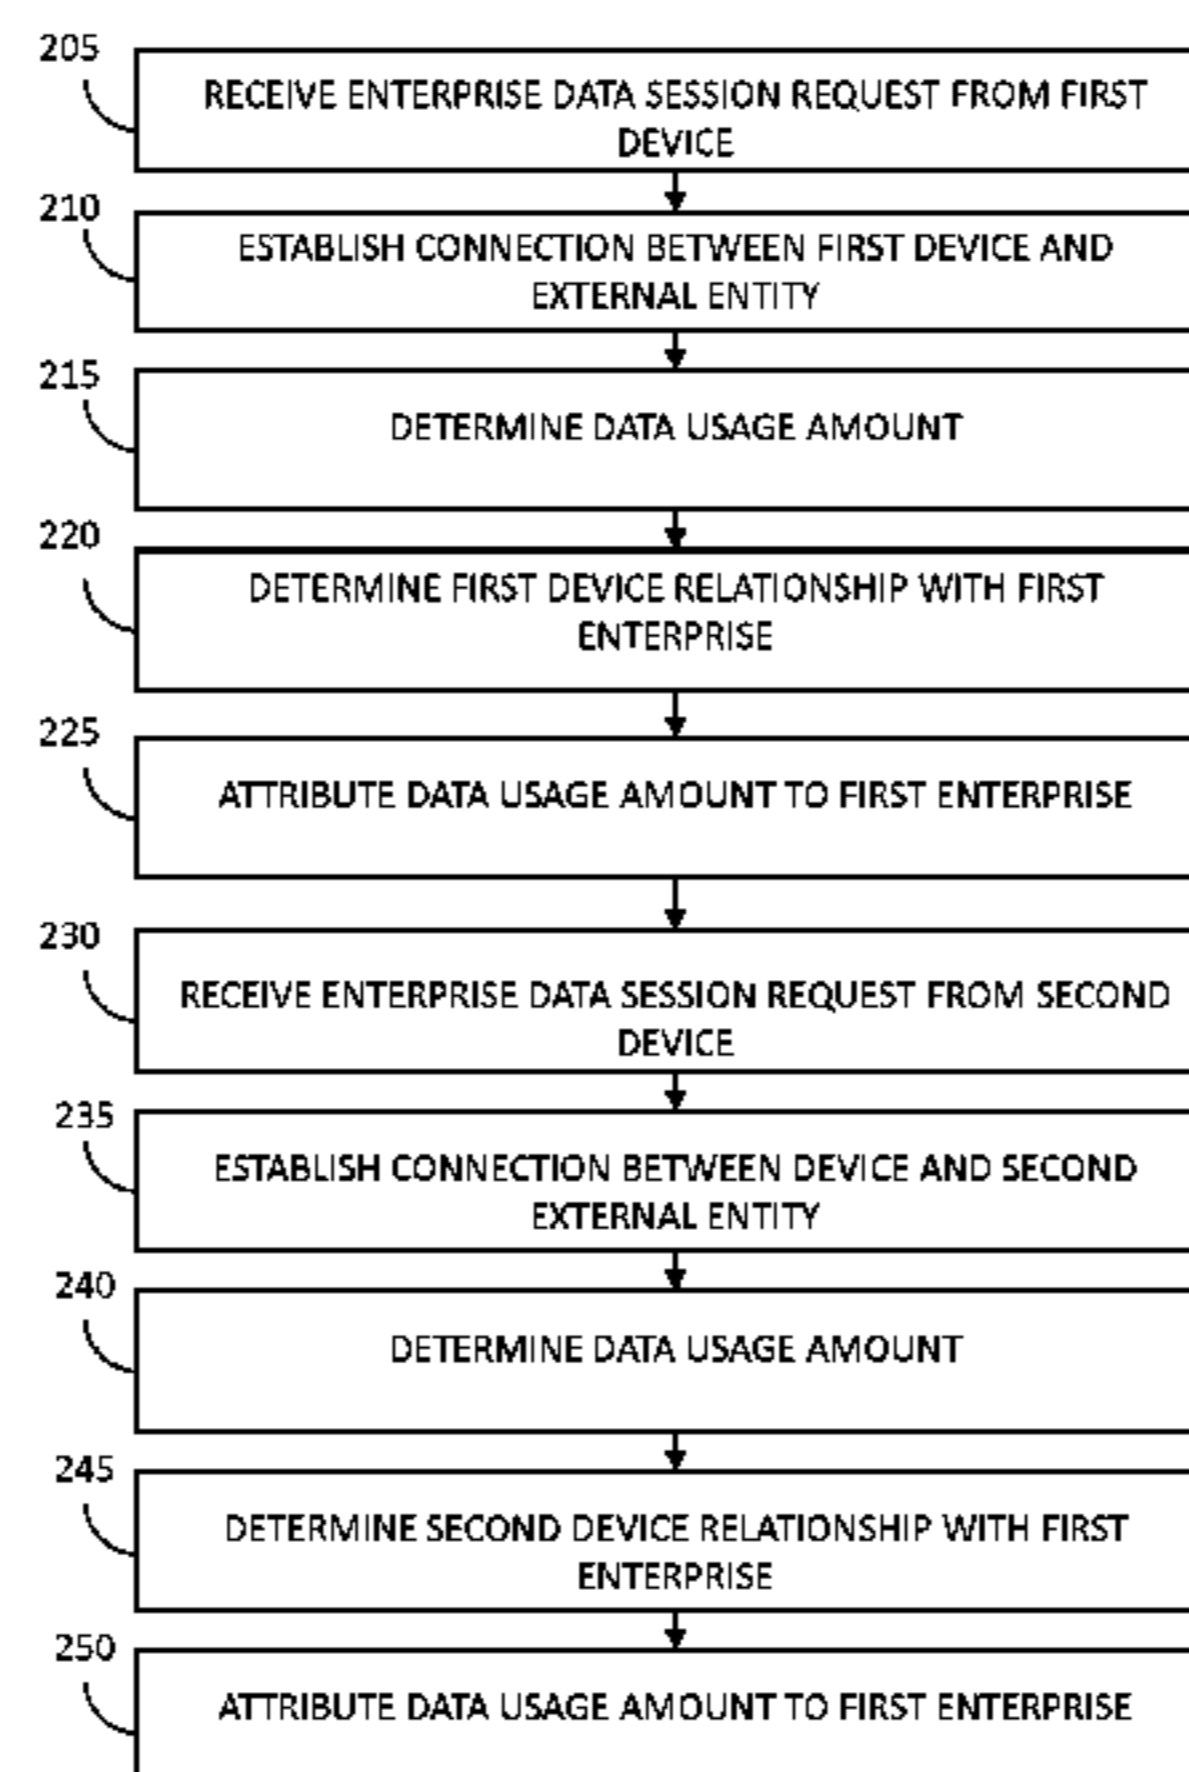 205
RECEIVE ENTERPRISE DATA SESSION REQUEST FROM FIRST
DEVICE
210
ESTABLISH CONNECTION BETWEEN FIRST DEVICE AND
EXTERNAL ENTITY
215
DETERMINE DATA USAGE AMOUNT
220
DETERMINE FIRST DEVICE RELATIONSHIP WITH FIRST
ENTERPRISE
225
ATTRIBUTE DATA USAGE AMOUNT TO FIRST ENTERPRISE
230
RECEIVE ENTERPRISE DATA SESSION REQUEST FROM SECOND
DEVICE
235
ESTABLISH CONNECTION BETWEEN DEVICE AND SECOND
EXTERNAL ENTITY
240
DETERMINE DATA USAGE AMOUNT
245
DETERMINE SECOND DEVICE RELATIONSHIP WITH FIRST
ENTERPRISE
250
ATTRIBUTE DATA USAGE AMOUNT TO FIRST ENTERPRISE